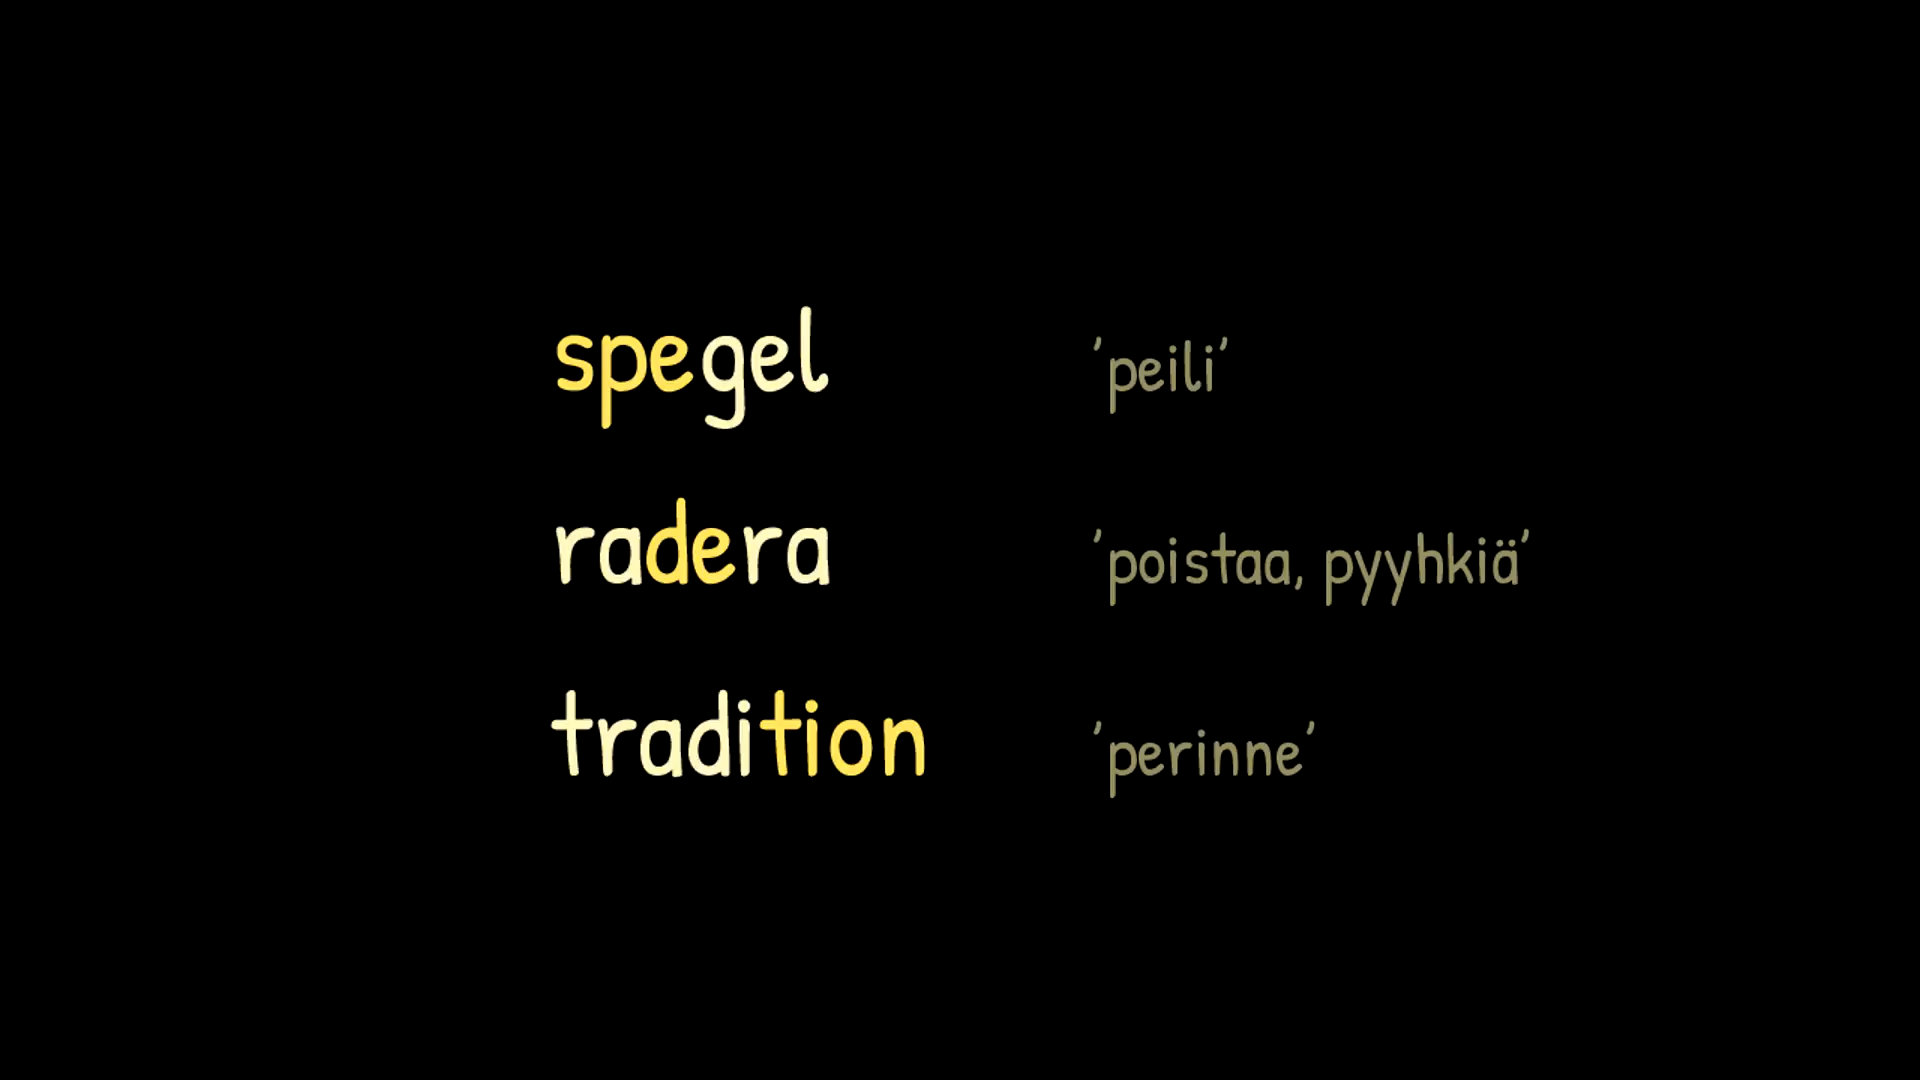 spegel ’peili’
radera ’poistaa, pyyhkiä’
tradition ’perinne’